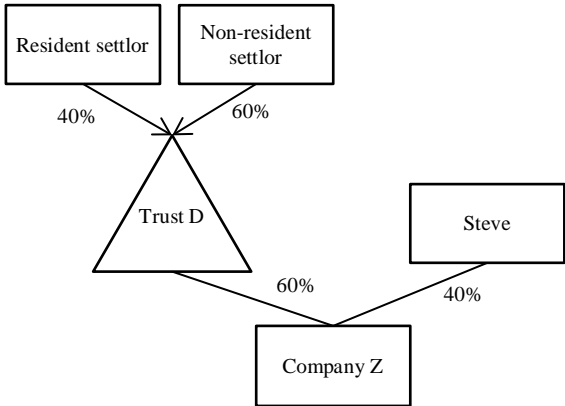 Resident settlor
Non-resident
settlor
40%
60%
Trust D
Steve
60%
40%
Company Z